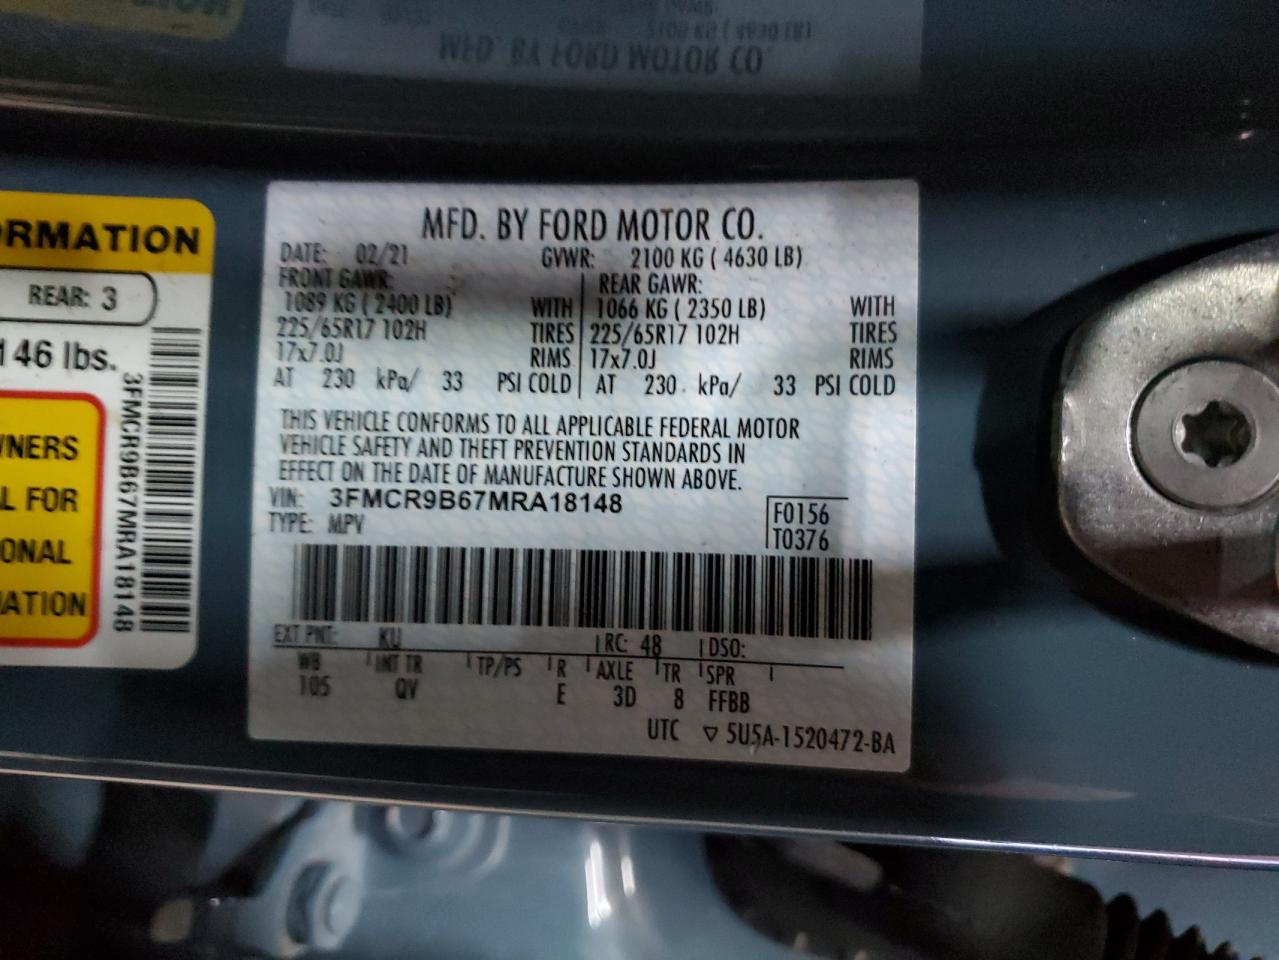 MFD. BY FORD MOTOR CO.
MFD. BY FORD MOTOR CO.
DATE: 02/21 GVWR: 2100 KG ( 4630 LB)
FRONT GAWR: REAR GAWR:
1089 KG ( 2400 LB) WITH 1066 KG ( 2350 LB) WITH
225/65R17 102H TIRES 225/65R17 102H TIRES
17x7.0J RIMS 17x7.0J RIMS
AT 230 kPa/ 33 PSI COLD AT 230 kPa/ 33 PSI COLD
THIS VEHICLE CONFORMS TO ALL APPLICABLE FEDERAL MOTOR
VEHICLE SAFETY AND THEFT PREVENTION STANDARDS IN
EFFECT ON THE DATE OF MANUFACTURE SHOWN ABOVE.
VIN: 3FMCR9B67MRA18148 F0156
TYPE: MPV T0376
EXT PNT: KU RC: 48 DSO:
WB INT TR TP/PS R AXLE TR SPR
105 QV E 3D 8 FFBB
UTC ▽ 5U5A-1520472-BA
ORMATION
REAR: 3
146 lbs.
3FMCR9B67MRA18148
WNERS
L FOR
ONAL
MATION